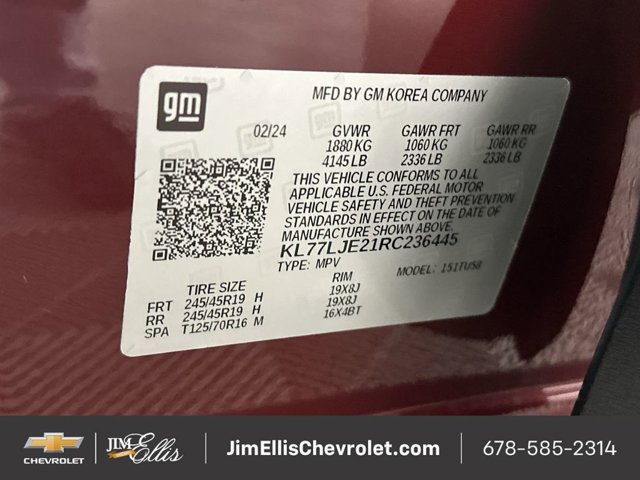 gm
MFD BY GM KOREA COMPANY
02/24 GVWR GAWR FRT GAWR RR
1880 KG 1060 KG 1060 KG
4145 LB 2336 LB 2336 LB
THIS VEHICLE CONFORMS TO ALL
APPLICABLE U.S. FEDERAL MOTOR
VEHICLE SAFETY AND THEFT PREVENTION
STANDARDS IN EFFECT ON THE DATE OF
MANUFACTURE SHOWN ABOVE.
KL77LJE21RC236445
TYPE: MPV MODEL: 151TU58
TIRE SIZE RIM
FRT 245/45R19 H 19X8J
RR 245/45R19 H 19X8J
SPA T125/70R16 M 16X4BT
CHEVROLET
JIM Ellis
CHEVROLET
JimEllisChevrolet.com
678-585-2314